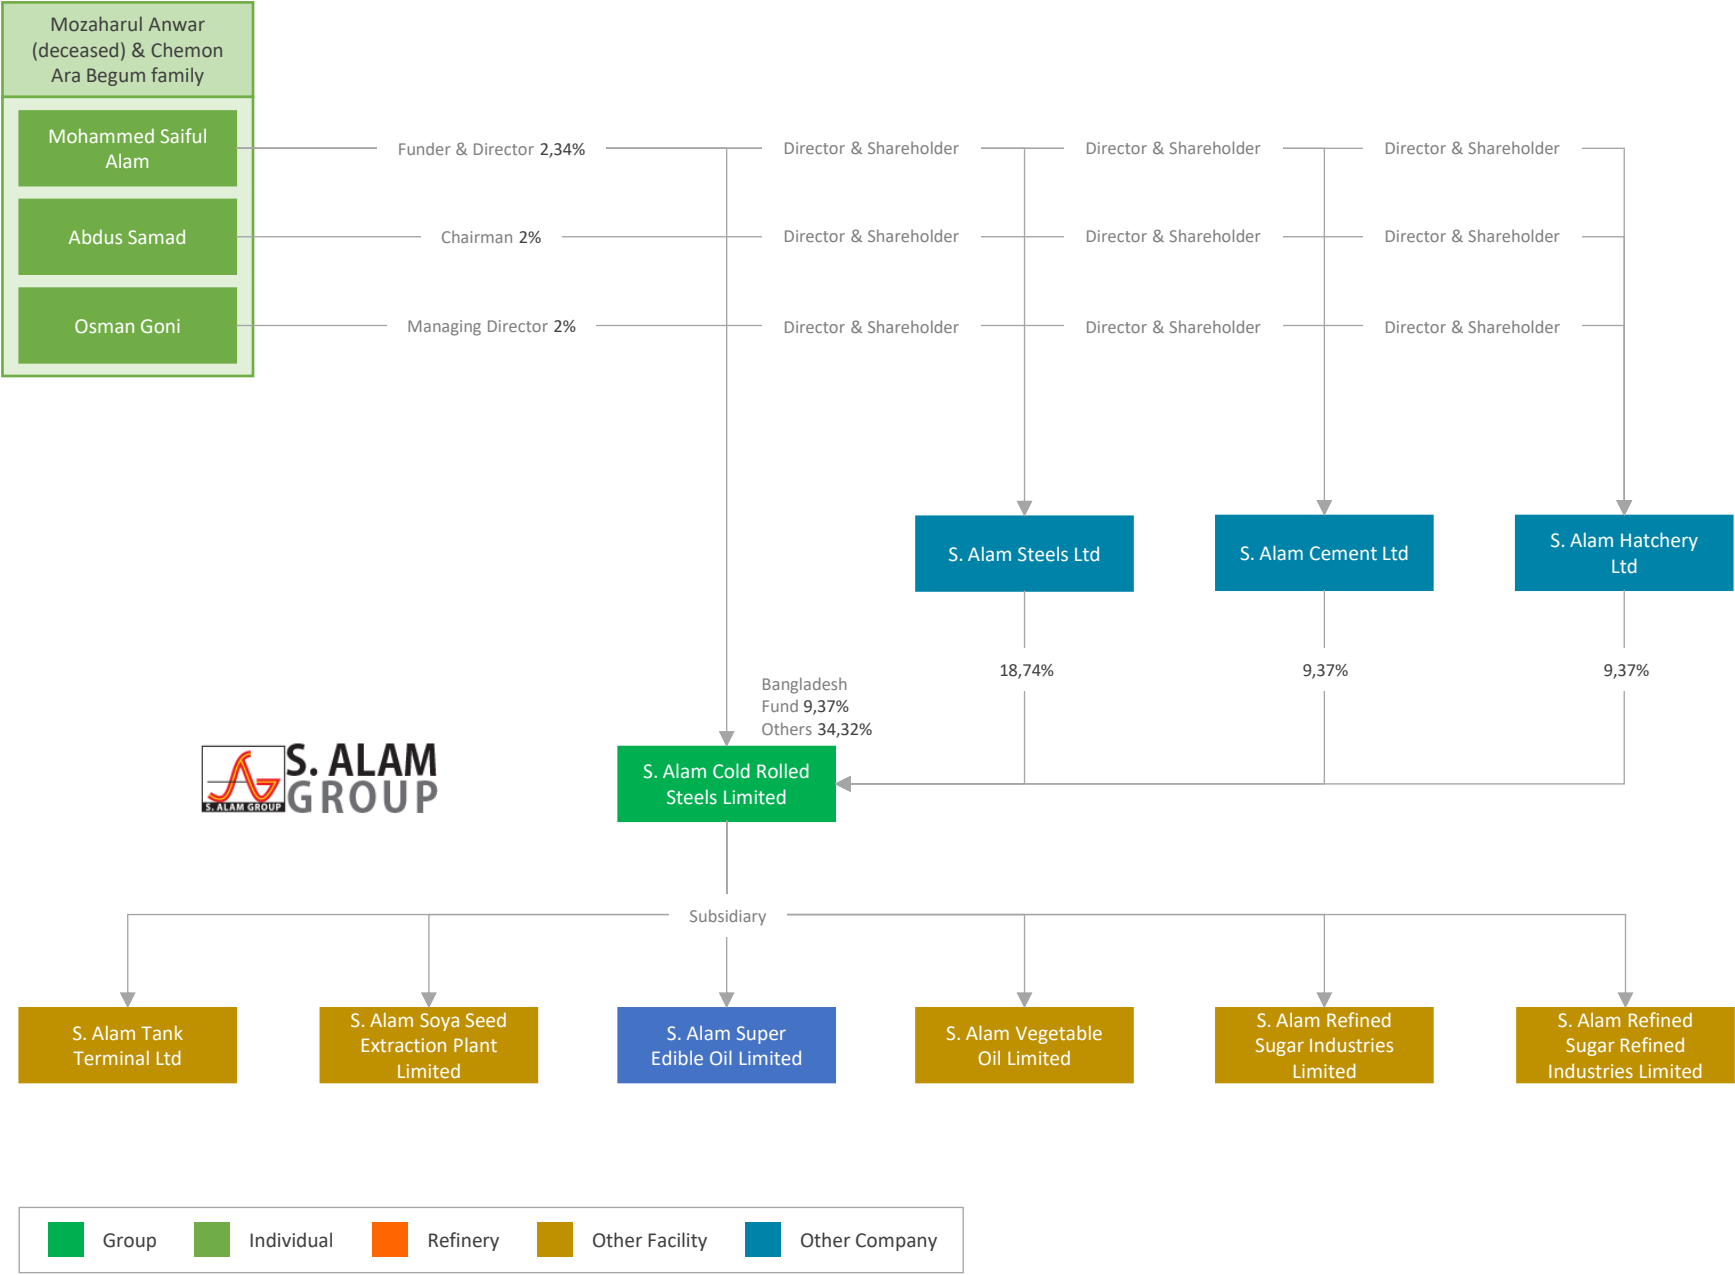 Mozaharul Anwar
(deceased) & Chemon
Ara Begum family
Mohammed Saiful
Alam
Funder & Director 2,34%
Director & Shareholder
Director & Shareholder
Director & Shareholder
Abdus Samad
Chairman 2%
Director & Shareholder
Director & Shareholder
Director & Shareholder
Osman Goni
Managing Director 2%
Director & Shareholder
Director & Shareholder
Director & Shareholder
S. Alam Steels Ltd
S. Alam Cement Ltd
S. Alam Hatchery
Ltd
18,74%
9,37%
9,37%
Bangladesh
Fund 9,37%
Others 34,32%
S. ALAM GROUP
S. ALAM
GROUP
S. Alam Cold Rolled
Steels Limited
Subsidiary
S. Alam Tank
Terminal Ltd
S. Alam Soya Seed
Extraction Plant
Limited
S. Alam Super
Edible Oil Limited
S. Alam Vegetable
Oil Limited
S. Alam Refined
Sugar Industries
Limited
S. Alam Refined
Sugar Refined
Industries Limited
Group
Individual
Refinery
Other Facility
Other Company